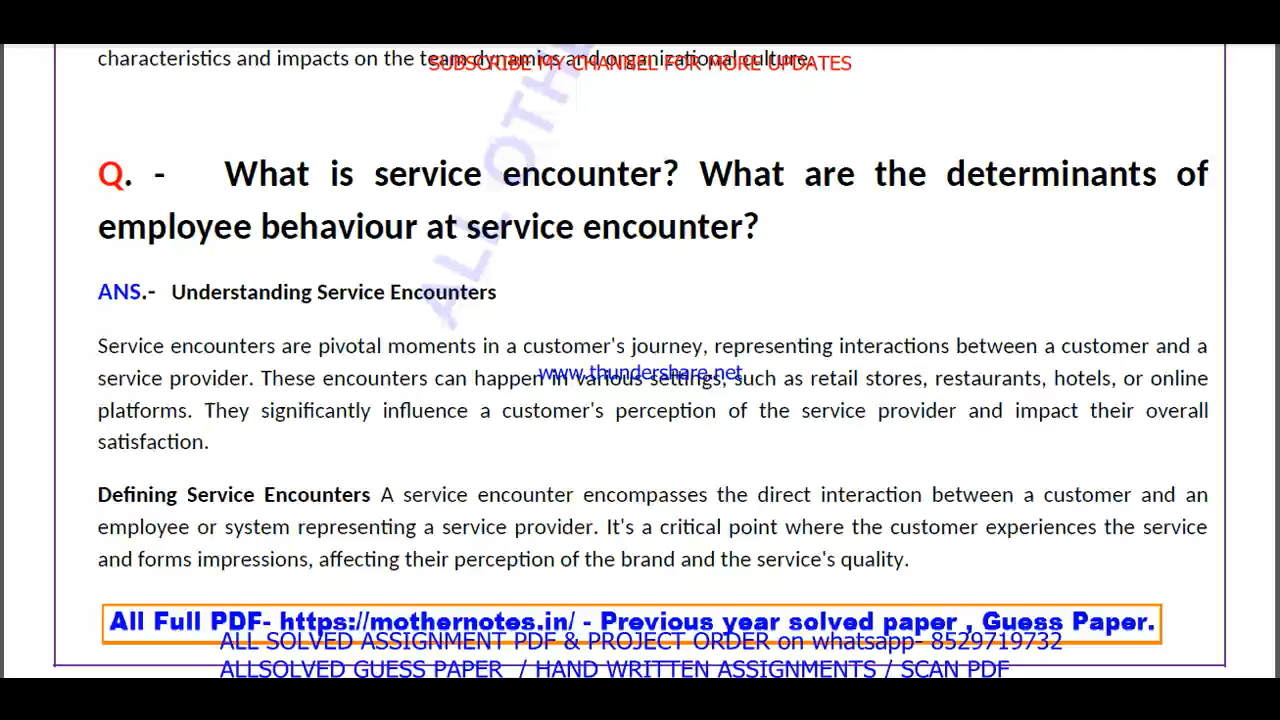 characteristics and impacts on the team dynamics and organizational culture.
SUBSCRIBE MY CHANNEL FOR MORE UPDATES
Q. - What is service encounter? What are the determinants of
employee behaviour at service encounter?
ANS.- Understanding Service Encounters
Service encounters are pivotal moments in a customer's journey, representing interactions between a customer and a
service provider. These encounters can happen in various settings, such as retail stores, restaurants, hotels, or online
www.thundershare.net
platforms. They significantly influence a customer's perception of the service provider and impact their overall
satisfaction.
Defining Service Encounters A service encounter encompasses the direct interaction between a customer and an
employee or system representing a service provider. It's a critical point where the customer experiences the service
and forms impressions, affecting their perception of the brand and the service's quality.
All Full PDF- https://mothernotes.in/ - Previous year solved paper , Guess Paper.
ALL SOLVED ASSIGNMENT PDF & PROJECT ORDER on whatsapp- 8529719732
ALLSOLVED GUESS PAPER / HAND WRITTEN ASSIGNMENTS / SCAN PDF
ALL OTHE